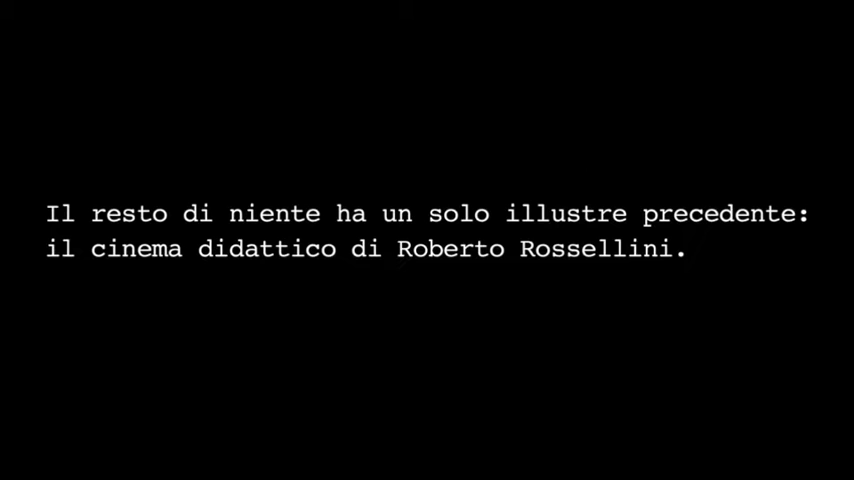 Il resto di niente ha un solo illustre precedente:
il cinema didattico di Roberto Rossellini.